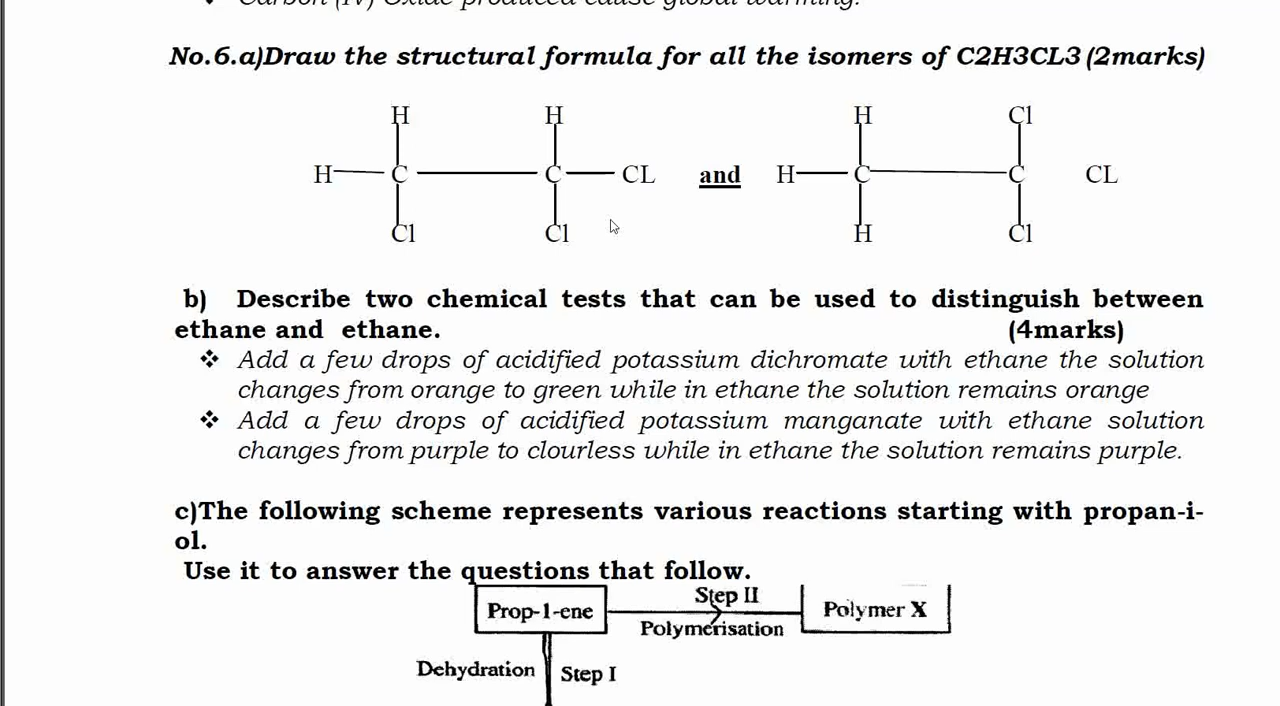 ❖ Carbon (IV) Oxide produced cause global warming.
No.6.a)Draw the structural formula for all the isomers of C2H3CL3 (2marks)
H H H Cl
H C C CL and H C C CL
Cl Cl H Cl
b) Describe two chemical tests that can be used to distinguish between
ethane and ethane. (4marks)
❖ Add a few drops of acidified potassium dichromate with ethane the solution
changes from orange to green while in ethane the solution remains orange
❖ Add a few drops of acidified potassium manganate with ethane solution
changes from purple to clourless while in ethane the solution remains purple.
c)The following scheme represents various reactions starting with propan-i-
ol.
Use it to answer the questions that follow.
Step II
Prop-1-ene Polymer X
Polymerisation
Dehydration Step I